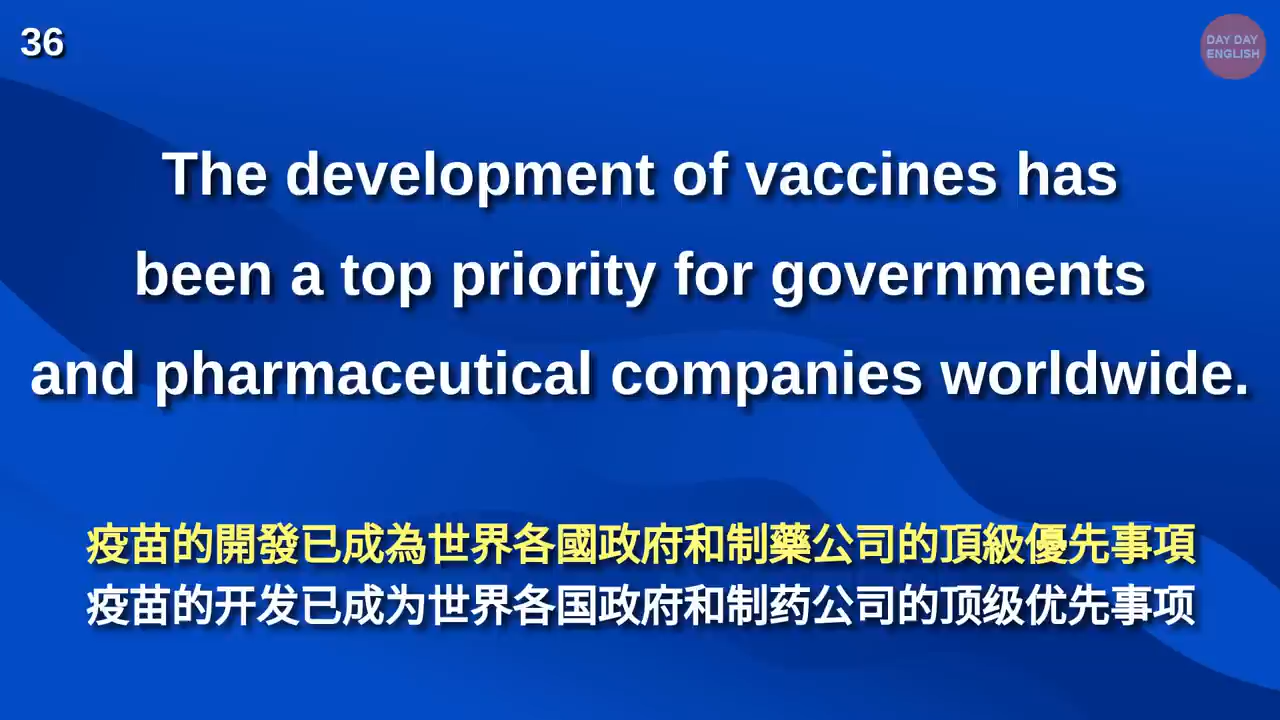 36
DAY DAY
ENGLISH
The development of vaccines has
been a top priority for governments
and pharmaceutical companies worldwide.
疫苗的開發已成為世界各國政府和制藥公司的頂級優先事項
疫苗的开发已成为世界各国政府和制药公司的顶级优先事项